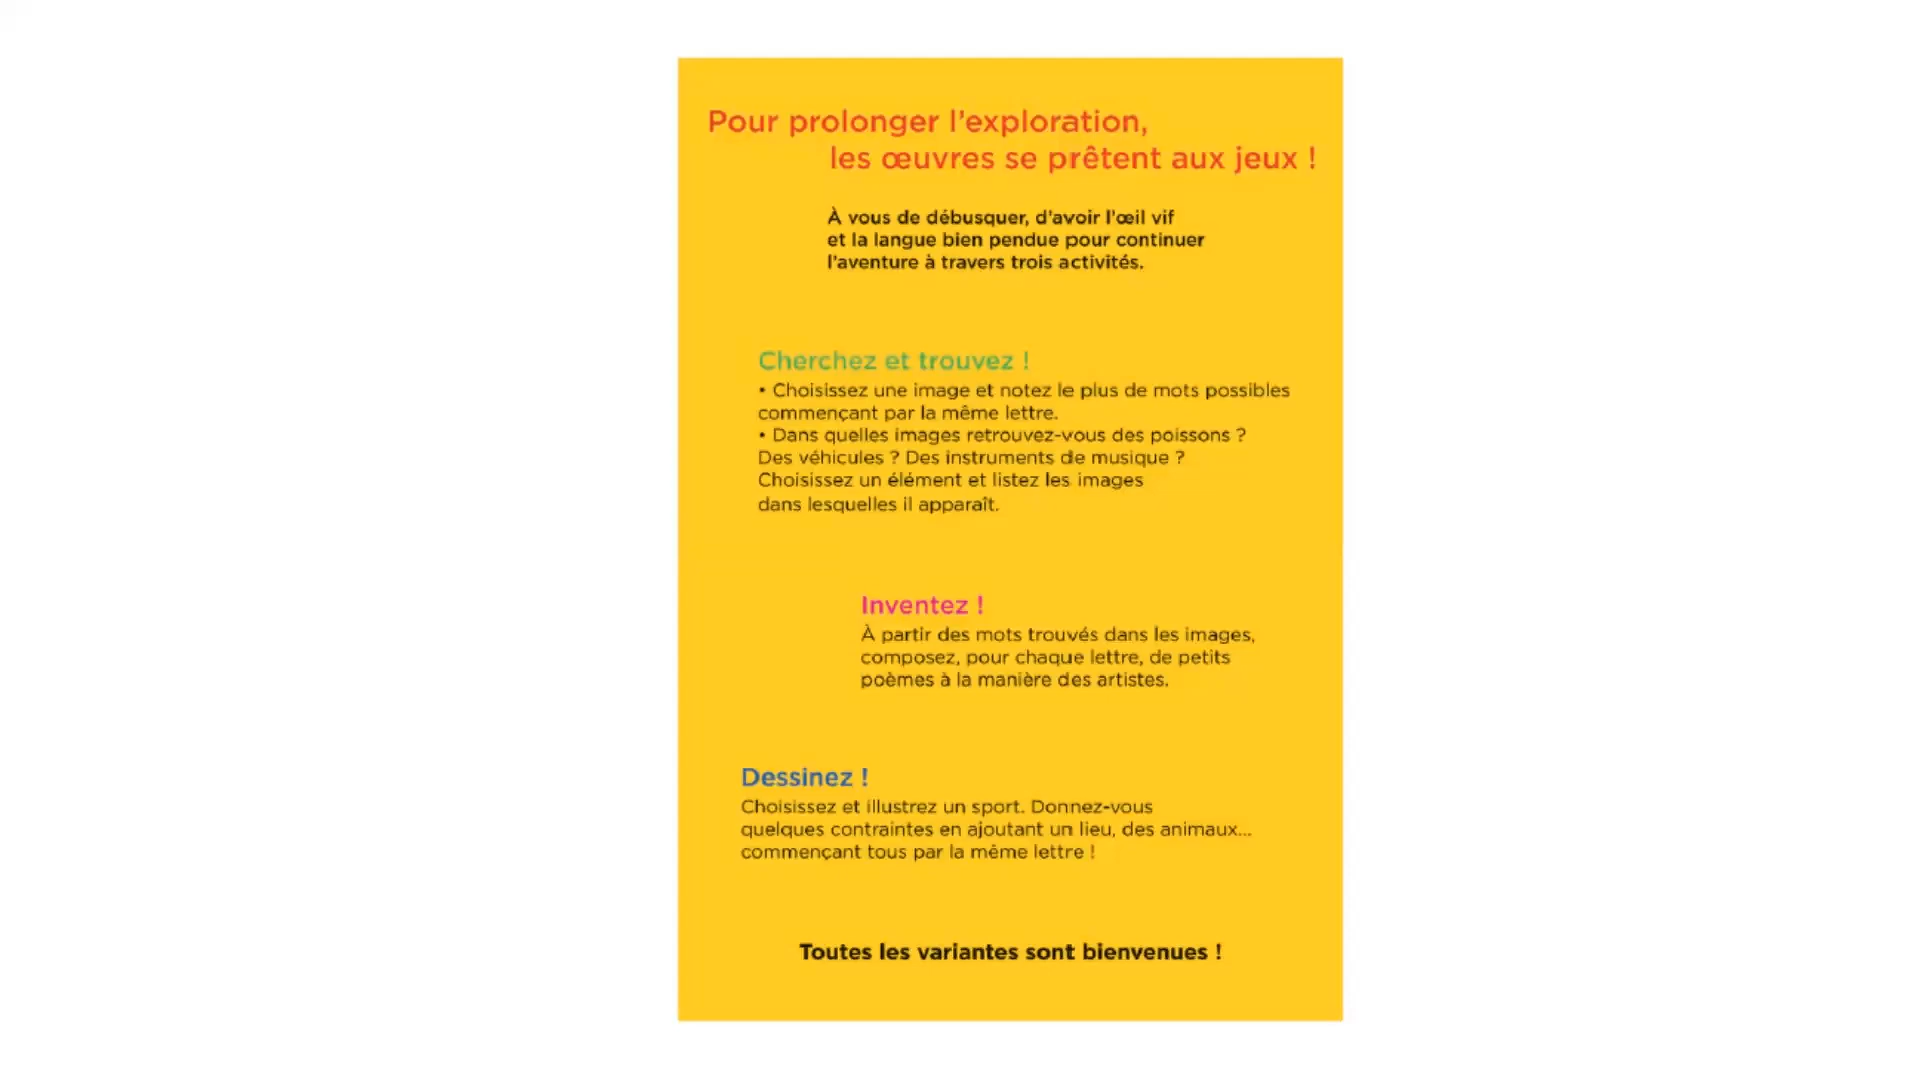 Pour prolonger l’exploration,
les œuvres se prêtent aux jeux !
À vous de débusquer, d’avoir l’œil vif
et la langue bien pendue pour continuer
l’aventure à travers trois activités.
Cherchez et trouvez !
• Choisissez une image et notez le plus de mots possibles
commençant par la même lettre.
• Dans quelles images retrouvez-vous des poissons ?
Des véhicules ? Des instruments de musique ?
Choisissez un élément et listez les images
dans lesquelles il apparaît.
Inventez !
À partir des mots trouvés dans les images,
composez, pour chaque lettre, de petits
poèmes à la manière des artistes.
Dessinez !
Choisissez et illustrez un sport. Donnez-vous
quelques contraintes en ajoutant un lieu, des animaux...
commençant tous par la même lettre !
Toutes les variantes sont bienvenues !